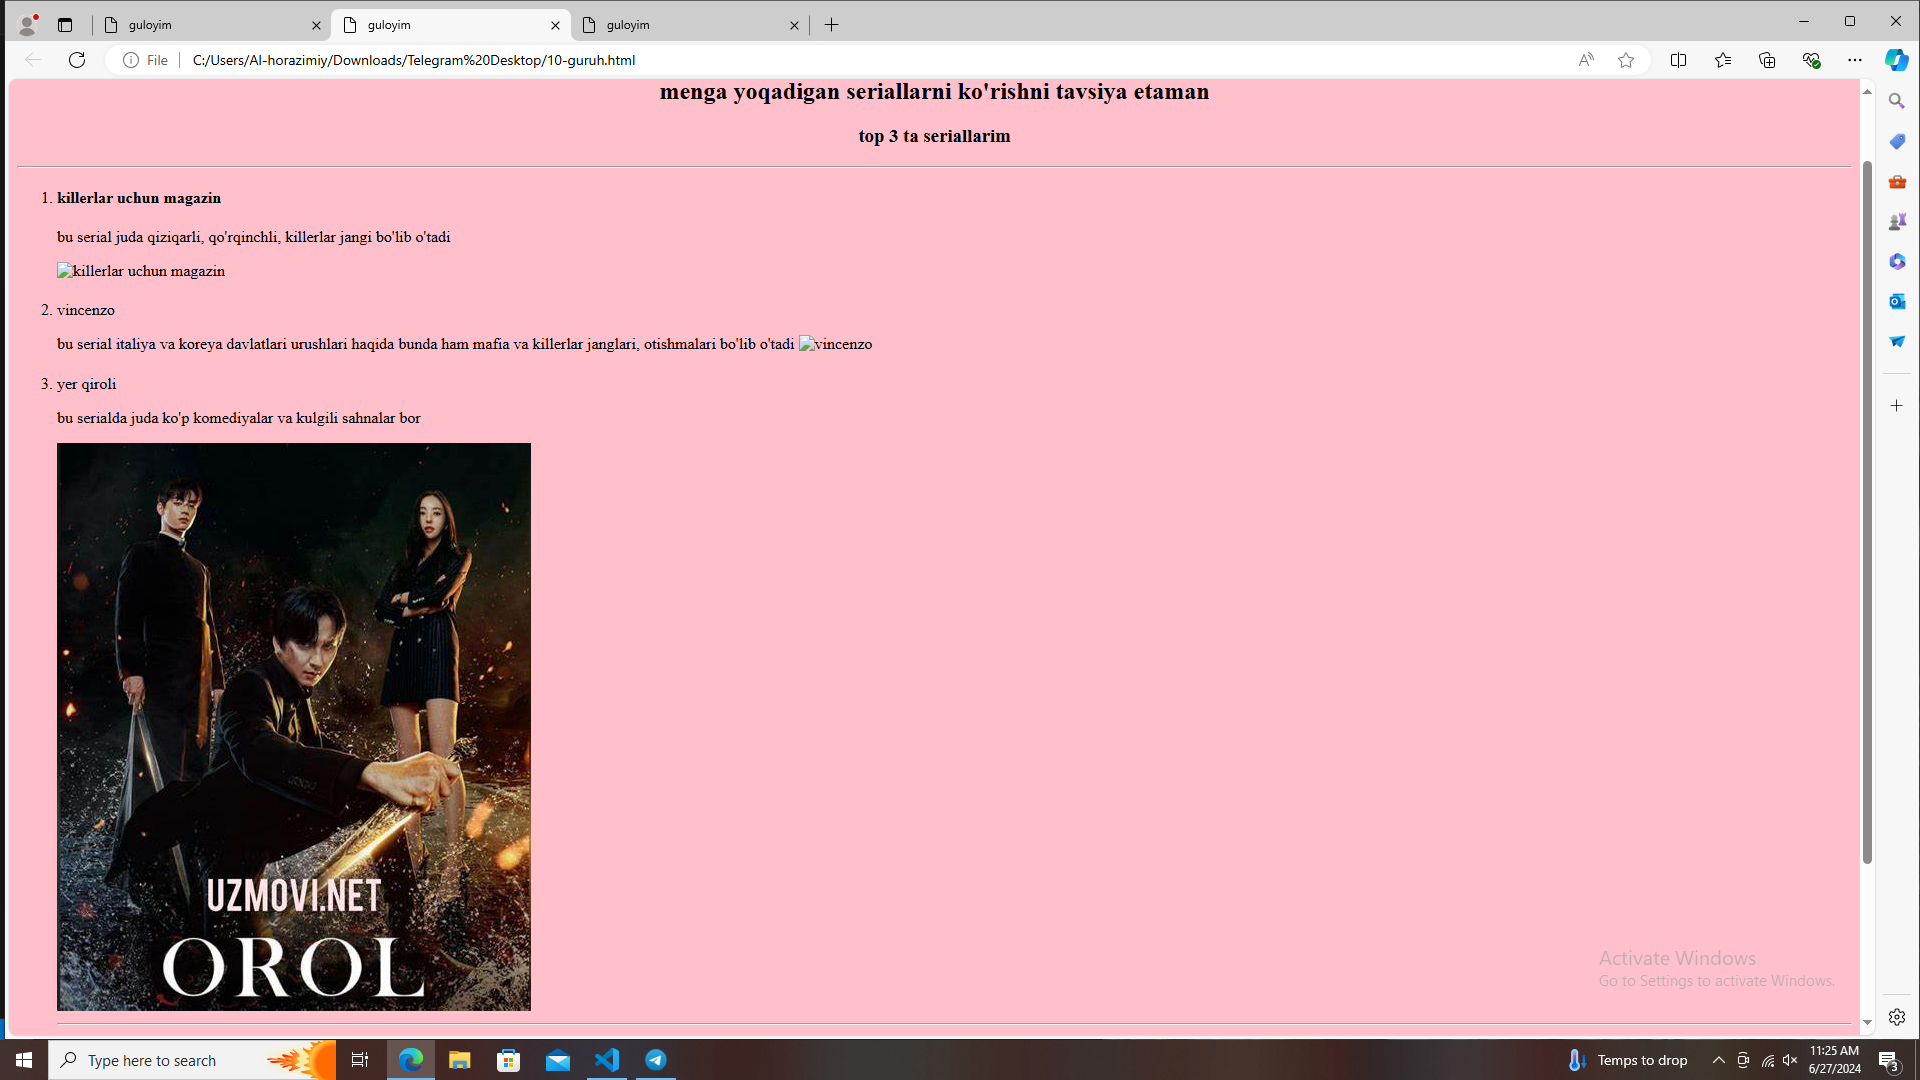 guloyim
guloyim
guloyim
File
C:/Users/Al-horazimiy/Downloads/Telegram%20Desktop/10-guruh.html
menga yoqadigan seriallarni ko'rishni tavsiya etaman
top 3 ta seriallarim
1. killerlar uchun magazin
bu serial juda qiziqarli, qo'rqinchli, killerlar jangi bo'lib o'tadi
killerlar uchun magazin
2. vincenzo
bu serial italiya va koreya davlatlari urushlari haqida bunda ham mafia va killerlar janglari, otishmalari bo'lib o'tadi vincenzo
3. yer qiroli
bu serialda juda ko'p komediyalar va kulgili sahnalar bor
UZMOVI.NET
OROL
Activate Windows
Go to Settings to activate Windows.
Type here to search
Temps to drop
11:25 AM
6/27/2024
3